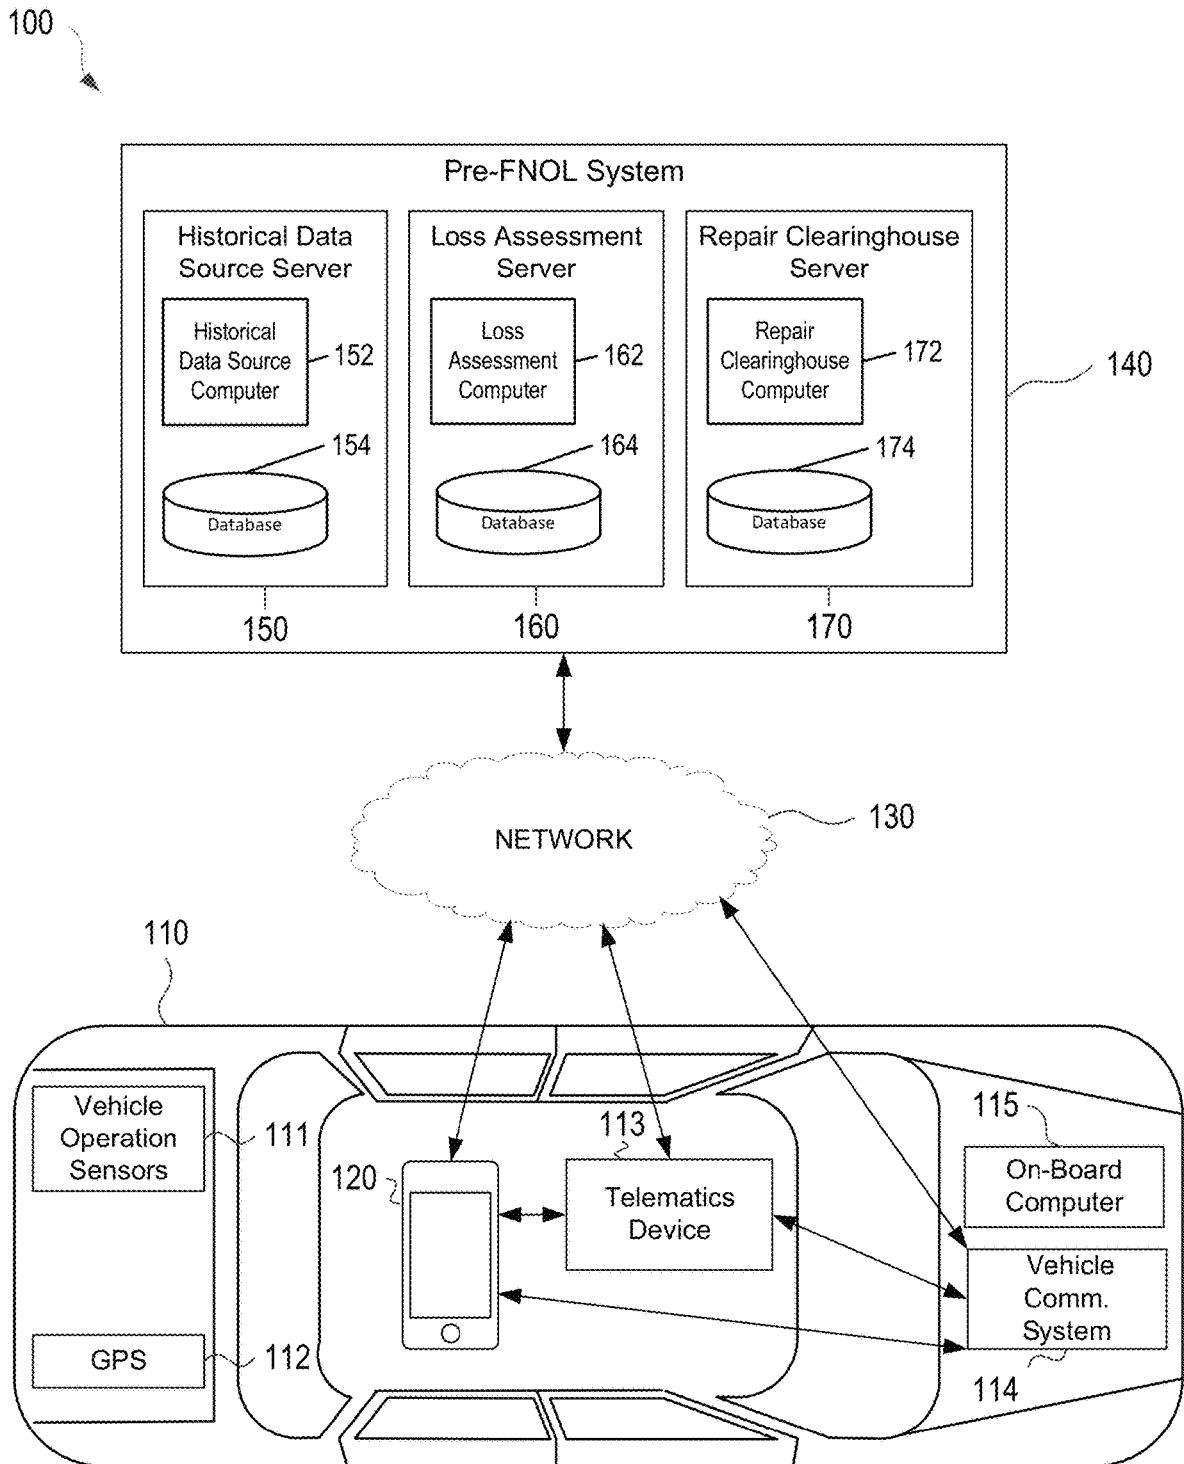 100
Pre-FNOL System
Historical Data
Source Server
Historical
Data Source
Computer
152
154
Database
150
Loss Assessment
Server
Loss
Assessment
Computer
162
164
Database
160
Repair Clearinghouse
Server
Repair
Clearinghouse
Computer
172
174
Database
170
140
NETWORK
130
110
Vehicle
Operation
Sensors
111
GPS
112
120
113
Telematics
Device
115
On-Board
Computer
Vehicle
Comm.
System
114